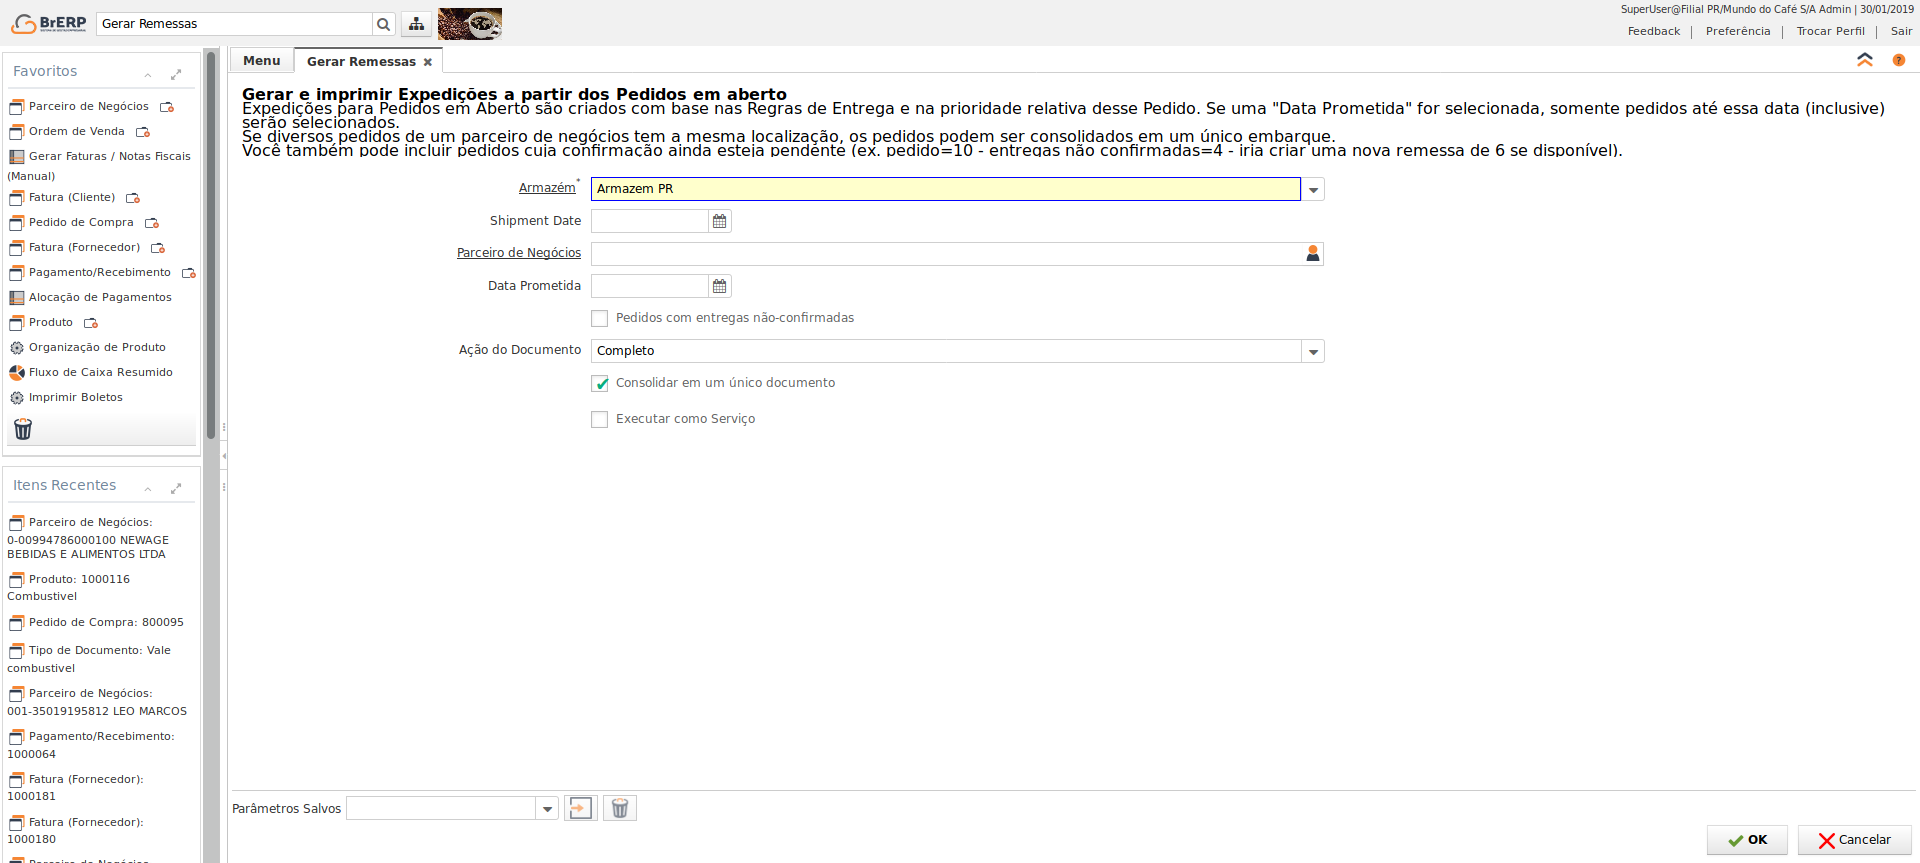 BrERP
Gerar Remessas
SuperUser@Filial PR/Mundo do Café S/A Admin | 30/01/2019
Feedback | Preferência | Trocar Perfil | Sair
Favoritos
Parceiro de Negócios
Ordem de Venda
Gerar Faturas / Notas Fiscais
(Manual)
Fatura (Cliente)
Pedido de Compra
Fatura (Fornecedor)
Pagamento/Recebimento
Alocação de Pagamentos
Produto
Organização de Produto
Fluxo de Caixa Resumido
Imprimir Boletos
Itens Recentes
Parceiro de Negócios:
0-00994786000100 NEWAGE
BEBIDAS E ALIMENTOS LTDA
Produto: 1000116
Combustivel
Pedido de Compra: 800095
Tipo de Documento: Vale
combustivel
Parceiro de Negócios:
001-35019195812 LEO MARCOS
Pagamento/Recebimento:
1000064
Fatura (Fornecedor):
1000181
Fatura (Fornecedor):
1000180
Parceiro de Negócios
Menu
Gerar Remessas
Gerar e imprimir Expedições a partir dos Pedidos em aberto
Expedições para Pedidos em Aberto são criados com base nas Regras de Entrega e na prioridade relativa desse Pedido. Se uma "Data Prometida" for selecionada, somente pedidos até essa data (inclusive)
serão selecionados.
Se diversos pedidos de um parceiro de negócios tem a mesma localização, os pedidos podem ser consolidados em um único embarque.
Você também pode incluir pedidos cuja confirmação ainda esteja pendente (ex. pedido=10 - entregas não confirmadas=4 - iria criar uma nova remessa de 6 se disponível).
Armazém * Armazem PR
Shipment Date
Parceiro de Negócios
Data Prometida
Pedidos com entregas não-confirmadas
Ação do Documento Completo
Consolidar em um único documento
Executar como Serviço
Parâmetros Salvos
OK
Cancelar